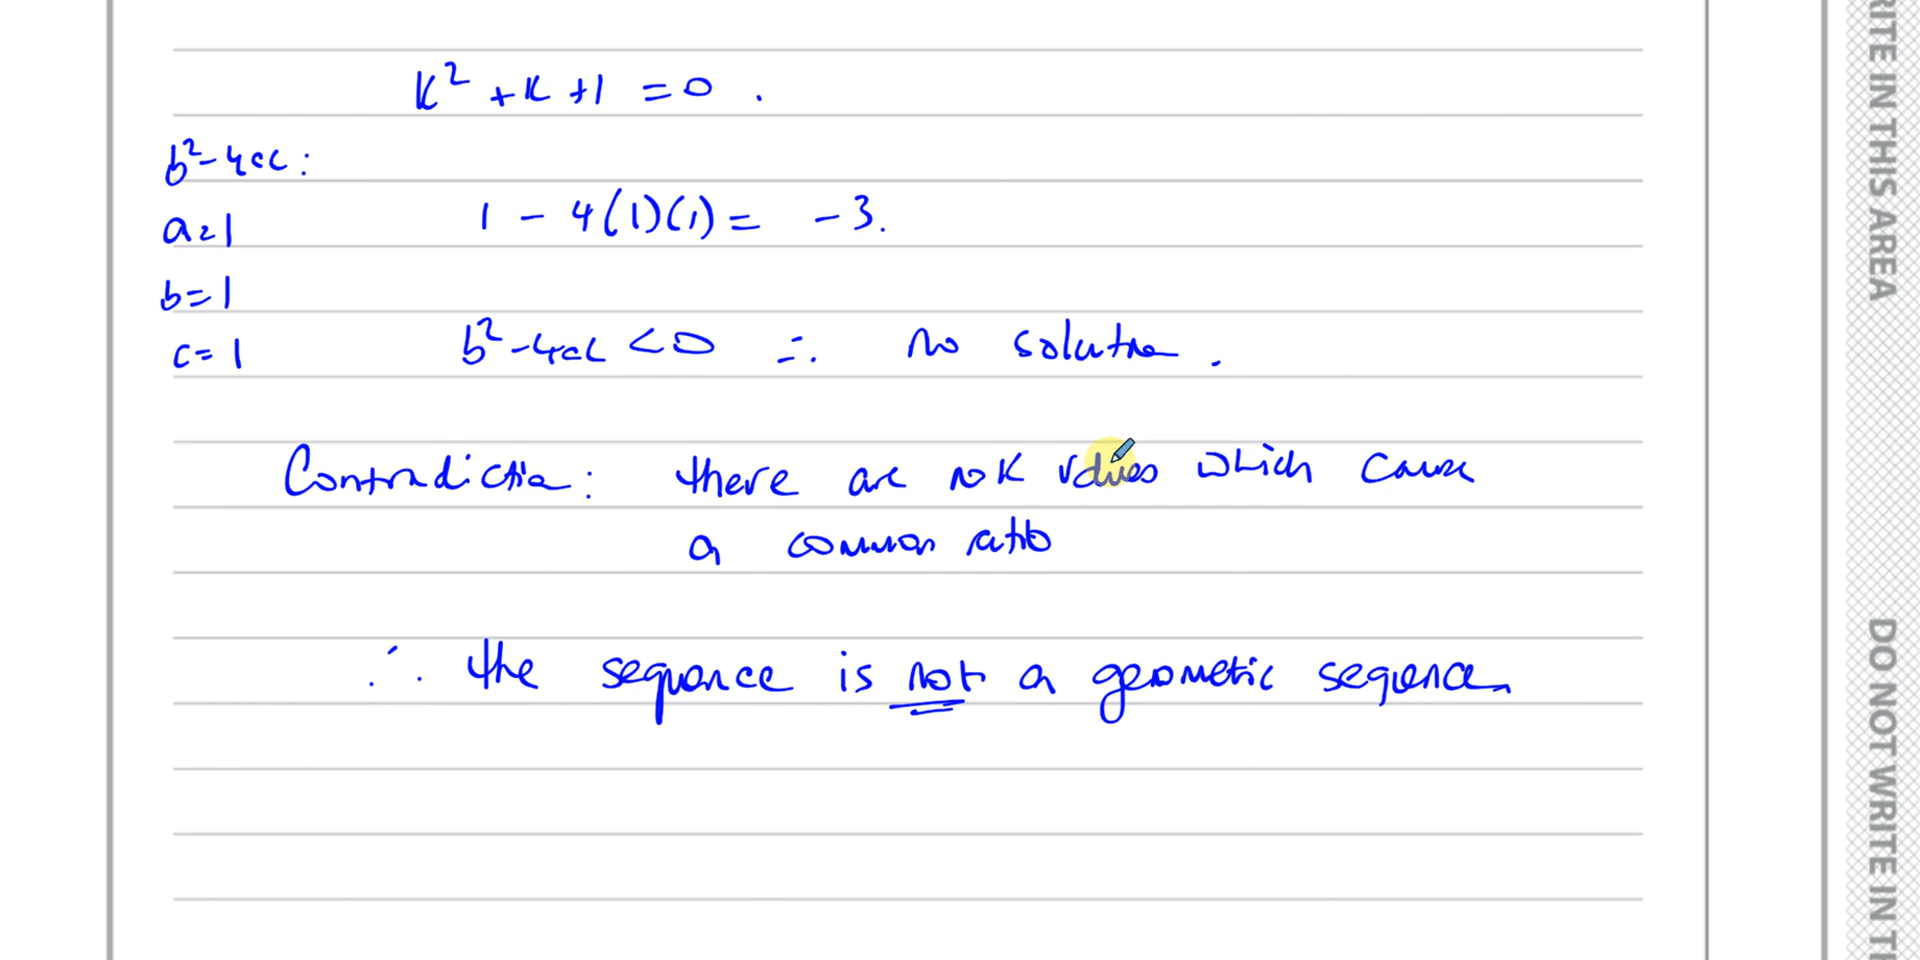 k² + k + 1 = 0 .
b² - 4ac :
a = 1
1 - 4(1)(1) = -3.
b = 1
c = 1
b² - 4ac < 0 ∴ no solution .
Contradiction : there are no k values which cause
a common ratio
∴ the sequence is not a geometric sequence
RITE IN THIS AREA
DO NOT WRITE IN T